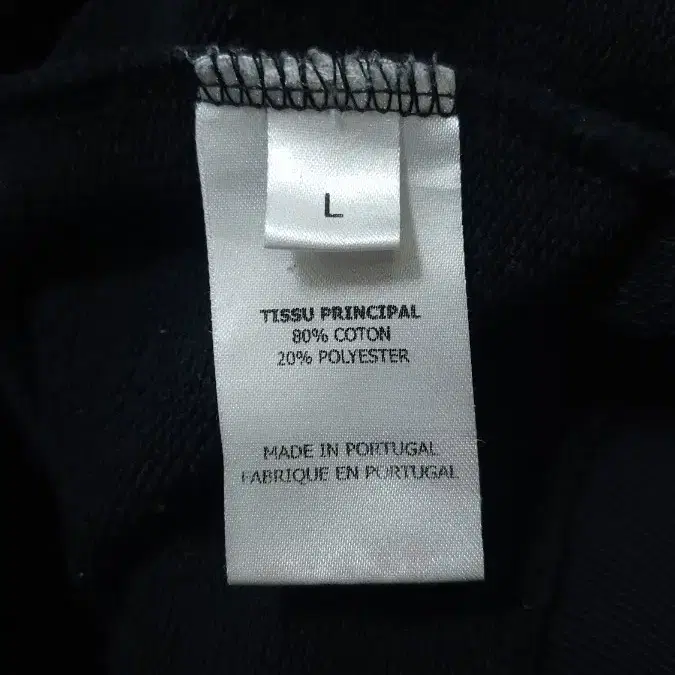 L
TISSU PRINCIPAL
80% COTON
20% POLYESTER
MADE IN PORTUGAL
FABRIQUE EN PORTUGAL